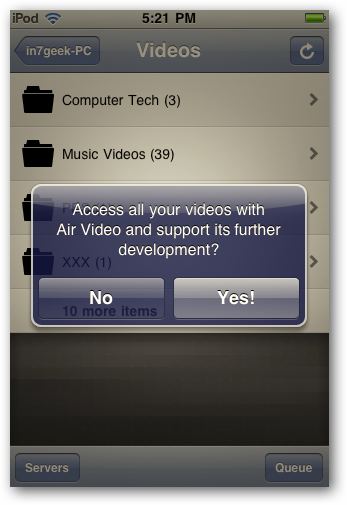 iPod 5:21 PM
in7geek-PC Videos
Computer Tech (3)
Music Videos (39)
Access all your videos with
Air Video and support its further
development?
XXX (1)
No Yes!
10 more items
Servers Queue